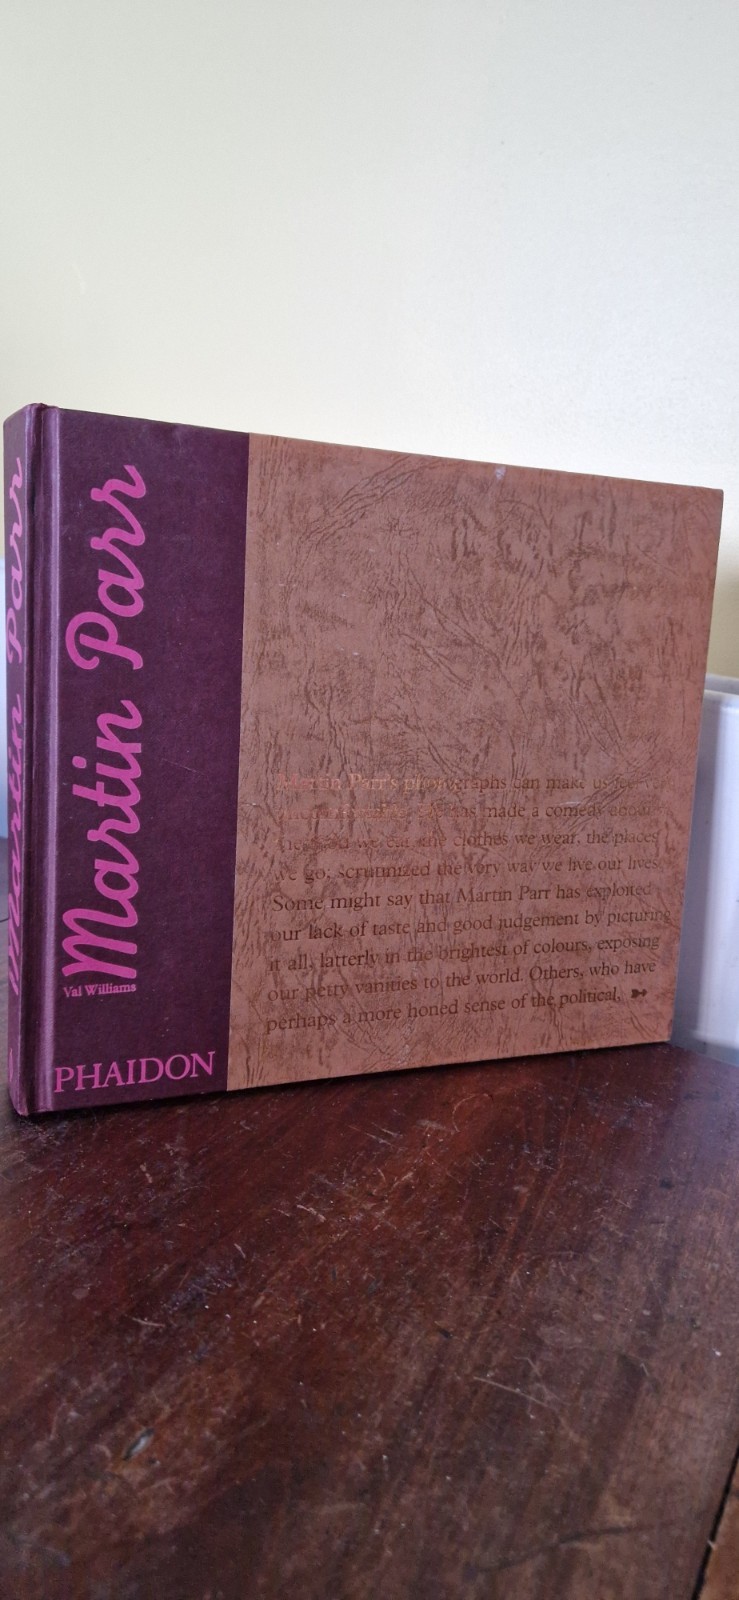 Martin Parr
Martin Parr
Val Williams
PHAIDON
Martin Parr's photographs can make us
made a comedy
the clothes we wear, the places
we go; scrutinized the very way we live our lives.
Some might say that Martin Parr has exploited
our lack of taste and good judgement by picturing
it all, latterly in the brightest of colours, exposing
our petty vanities to the world. Others, who have
perhaps a more honed sense of the political, ➳